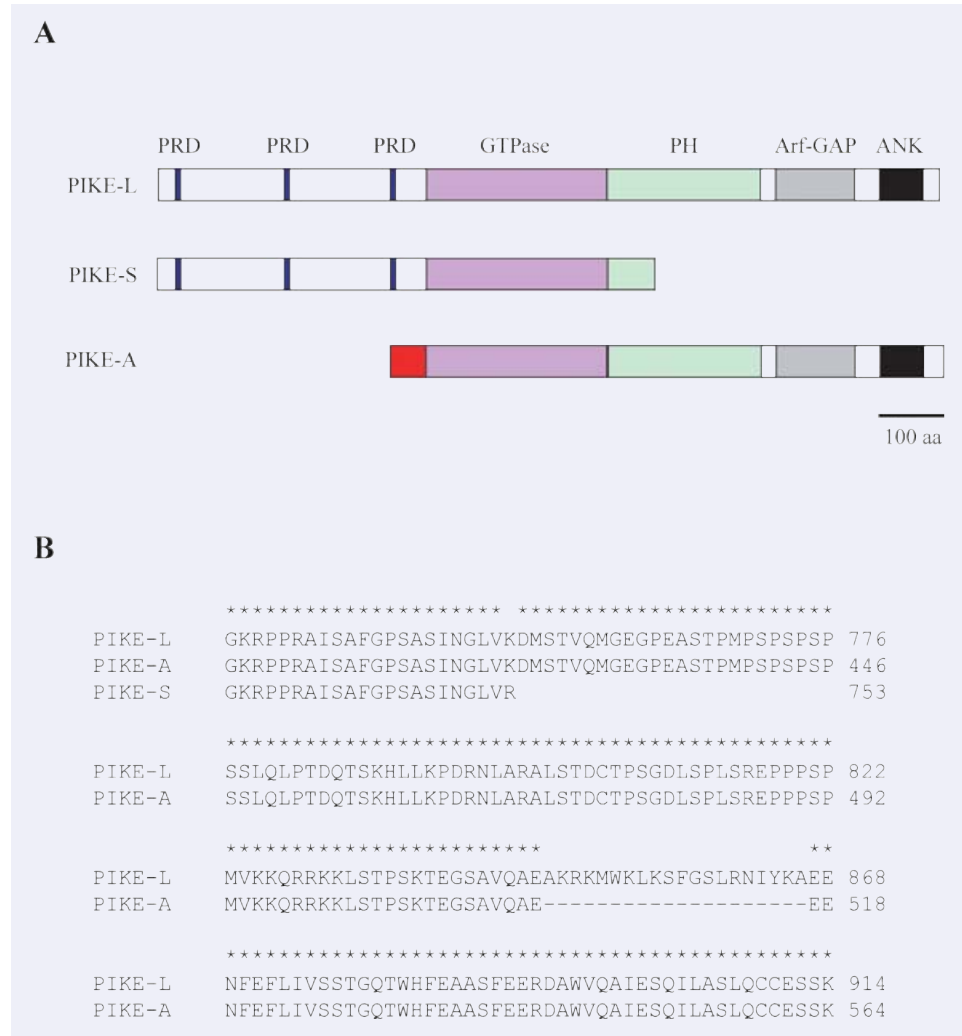 A
PRD PRD PRD GTPase PH Arf-GAP ANK
PIKE-L
PIKE-S
PIKE-A
100 aa
B
********************* ************************
PIKE-L GKRPPRAISAFGPSASINGLVKDMSTVQMGEGPEASTPMPSPSPSP 776
PIKE-A GKRPPRAISAFGPSASINGLVKDMSTVQMGEGPEASTPMPSPSPSP 446
PIKE-S GKRPPRAISAFGPSASINGLVR 753
**********************************************
PIKE-L SSLQLPTDQTSKHLLKPDRNLARALSTDCTPSGDLSPLSREPPPSP 822
PIKE-A SSLQLPTDQTSKHLLKPDRNLARALSTDCTPSGDLSPLSREPPPSP 492
************************ **
PIKE-L MVKKQRRKKLSTPSKTEGSAVQAEAKRKMWKLKSFGSLRNIYKAEE 868
PIKE-A MVKKQRRKKLSTPSKTEGSAVQAE--------------------EE 518
**********************************************
PIKE-L NFEFLIVSSTGQTWHFEAASFEERDAWVQAIESQILASLQCCESSK 914
PIKE-A NFEFLIVSSTGQTWHFEAASFEERDAWVQAIESQILASLQCCESSK 564